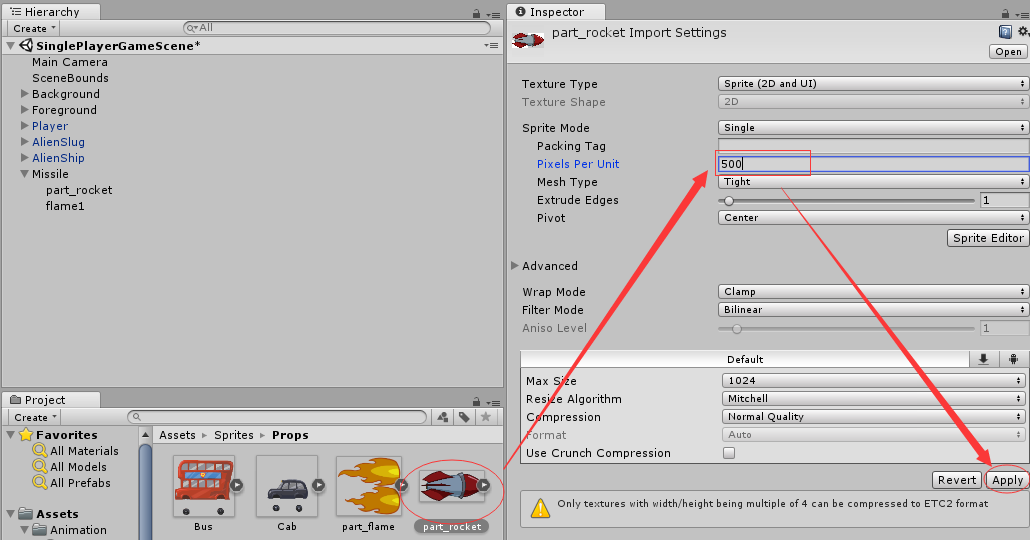 Hierarchy
Create
All
SinglePlayerGameScene*
Main Camera
SceneBounds
Background
Foreground
Player
AlienSlug
AlienShip
Missile
part_rocket
flame1
Project
Create
Favorites
All Materials
All Models
All Prefabs
Assets
Animation
Assets ▸ Sprites ▸ Props
Bus
Cab
part_flame
part_rocket
Inspector
part_rocket Import Settings
Open
Texture Type Sprite (2D and UI)
Texture Shape 2D
Sprite Mode Single
Packing Tag
Pixels Per Unit 500
Mesh Type Tight
Extrude Edges 1
Pivot Center
Sprite Editor
Advanced
Wrap Mode Clamp
Filter Mode Bilinear
Aniso Level 1
Default
Max Size 1024
Resize Algorithm Mitchell
Compression Normal Quality
Format Auto
Use Crunch Compression
Revert Apply
Only textures with width/height being multiple of 4 can be compressed to ETC2 format